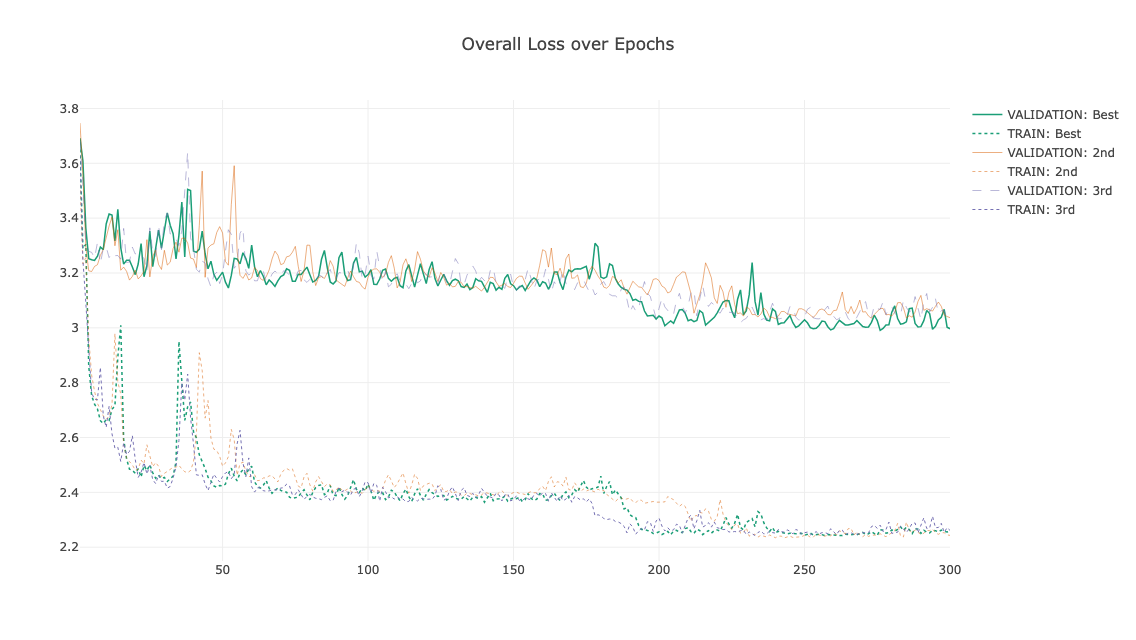 Overall Loss over Epochs
3.8
3.6
3.4
3.2
3
2.8
2.6
2.4
2.2
50
100
150
200
250
300
VALIDATION: Best
TRAIN: Best
VALIDATION: 2nd
TRAIN: 2nd
VALIDATION: 3rd
TRAIN: 3rd